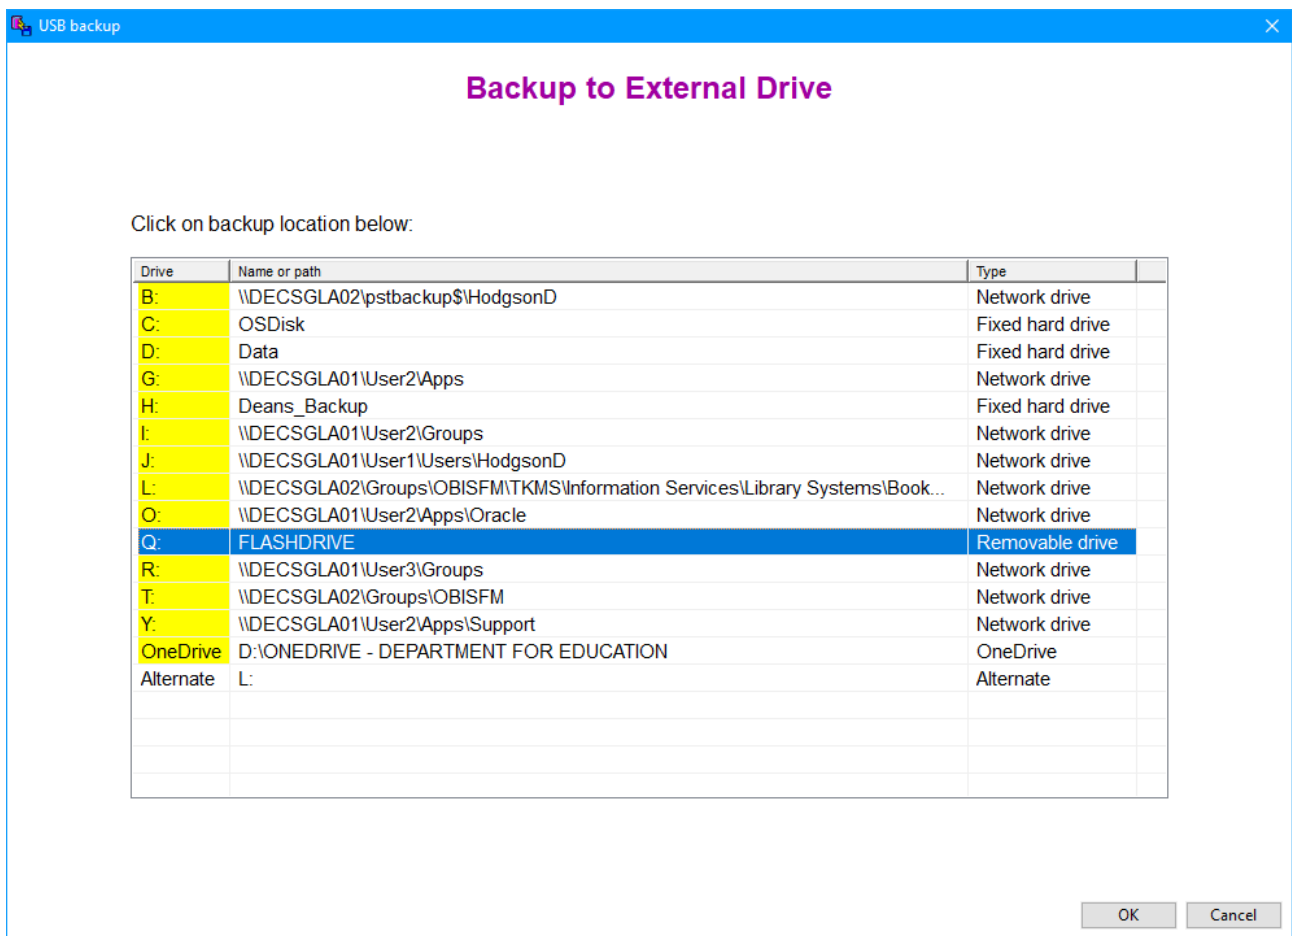 USB backup
Backup to External Drive
Click on backup location below:
Drive Name or path Type
B: \\DECSGLA02\pstbackup$\HodgsonD Network drive
C: OSDisk Fixed hard drive
D: Data Fixed hard drive
G: \\DECSGLA01\User2\Apps Network drive
H: Deans_Backup Fixed hard drive
I: \\DECSGLA01\User2\Groups Network drive
J: \\DECSGLA01\User1\Users\HodgsonD Network drive
L: \\DECSGLA02\Groups\OBISFM\TKMS\Information Services\Library Systems\Book... Network drive
O: \\DECSGLA01\User2\Apps\Oracle Network drive
Q: FLASHDRIVE Removable drive
R: \\DECSGLA01\User3\Groups Network drive
T: \\DECSGLA02\Groups\OBISFM Network drive
Y: \\DECSGLA01\User2\Apps\Support Network drive
OneDrive D:\ONEDRIVE - DEPARTMENT FOR EDUCATION OneDrive
Alternate L: Alternate
OK Cancel